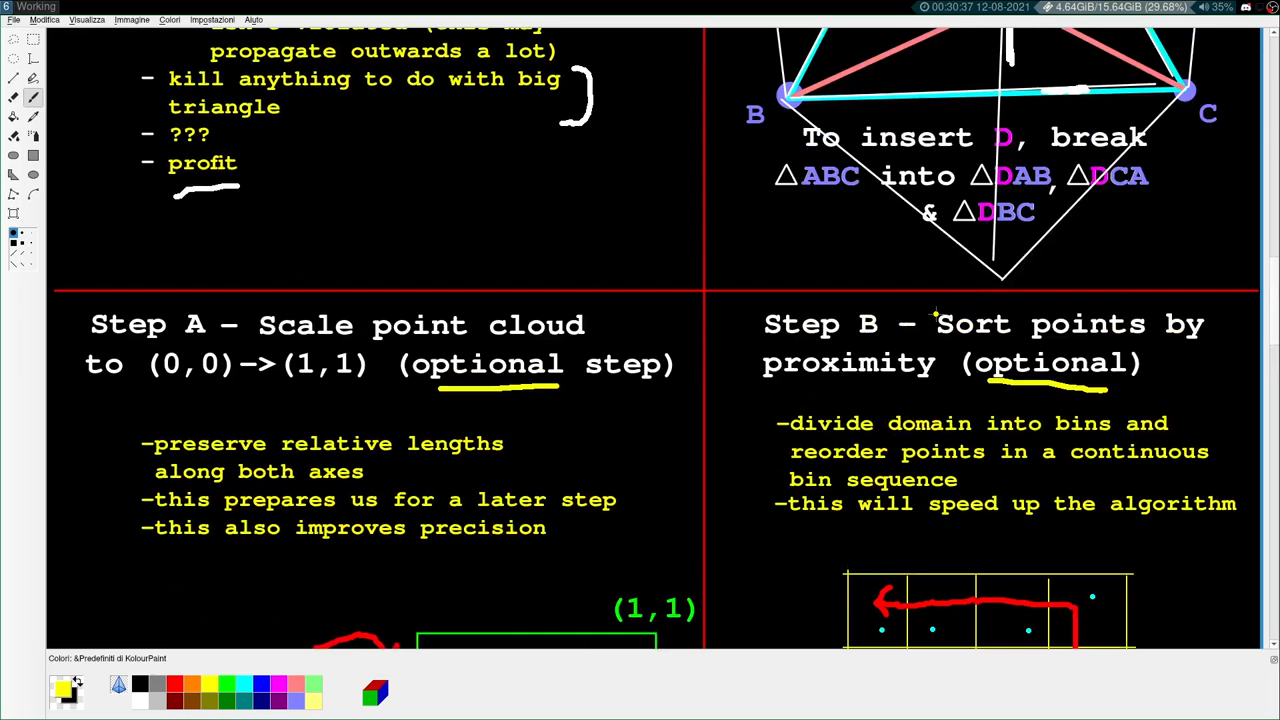 6 Working
00:30:37 12-08-2021
4.64GiB/15.64GiB (29.68%)
35%
File Modifica Visualizza Immagine Colori Impostazioni Aiuto
propagate outwards a lot)
- kill anything to do with big
triangle
- ???
- profit
B
C
To insert D, break
△ABC into △DAB, △DCA
& △DBC
Step A - Scale point cloud
to (0,0)->(1,1) (optional step)
-preserve relative lengths
along both axes
-this prepares us for a later step
-this also improves precision
(1,1)
Step B - Sort points by
proximity (optional)
-divide domain into bins and
reorder points in a continuous
bin sequence
-this will speed up the algorithm
Colori: &Predefiniti di KolourPaint